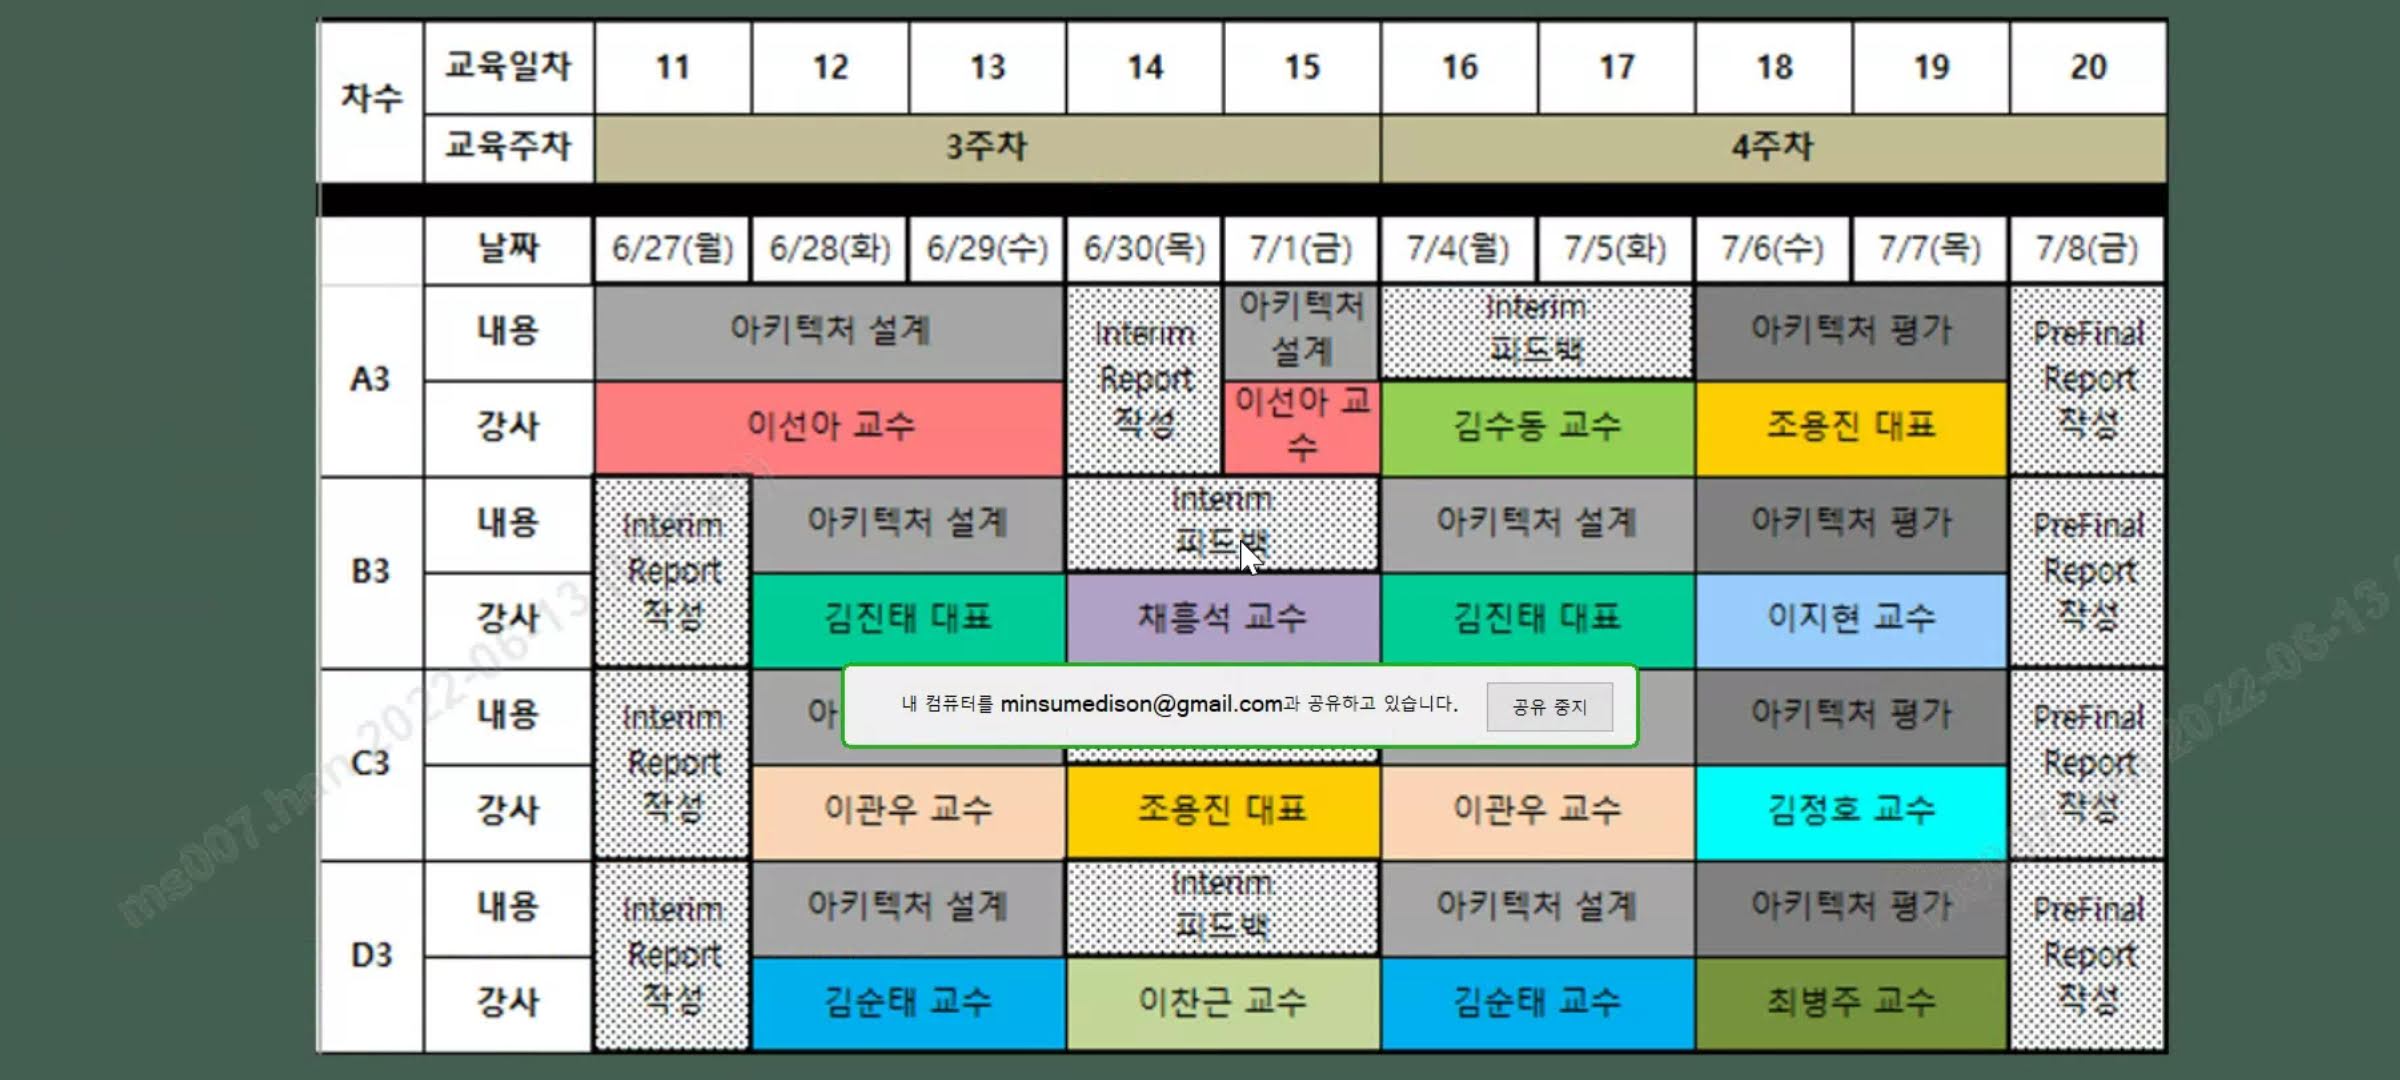 차수 교육일차 11 12 13 14 15 16 17 18 19 20
교육주차 3주차 4주차
날짜 6/27(월) 6/28(화) 6/29(수) 6/30(목) 7/1(금) 7/4(월) 7/5(화) 7/6(수) 7/7(목) 7/8(금)
A3
내용
아키텍처 설계
Interim
Report
작성
아키텍처
설계
Interim
피드백
아키텍처 평가
PreFinal
Report
작성
강사
이선아 교수
이선아 교
수
김수동 교수
조용진 대표
B3
내용
Interim
Report
작성
아키텍처 설계
Interim
피드백
아키텍처 설계
아키텍처 평가
PreFinal
Report
작성
강사
김진태 대표
채흥석 교수
김진태 대표
이지현 교수
내 컴퓨터를 minsumedison@gmail.com과 공유하고 있습니다.
공유 중지
C3
내용
Interim
Report
작성
아
아키텍처 평가
PreFinal
Report
작성
강사
이관우 교수
조용진 대표
이관우 교수
김정호 교수
D3
내용
Interim
Report
작성
아키텍처 설계
Interim
피드백
아키텍처 설계
아키텍처 평가
PreFinal
Report
작성
강사
김순태 교수
이찬근 교수
김순태 교수
최병주 교수
ms007.han 2022-06-13
2022-06-13